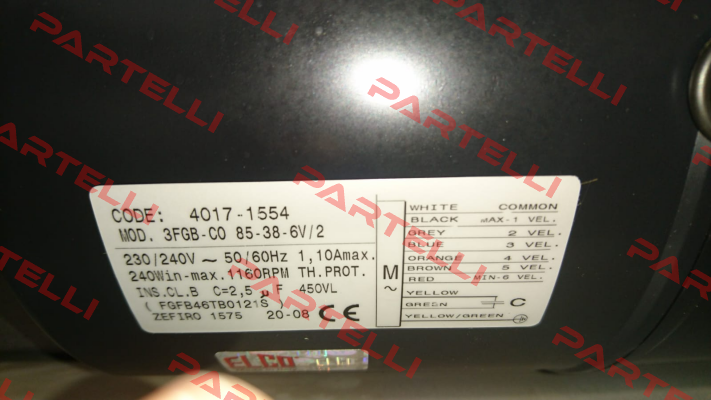 CODE: 4017-1554
MOD. 3FGB-CO 85-38-6V/2
230/240V ~ 50/60Hz 1,10Amax.
240Win-max. 1160RPM TH.PROT.
INS.CL.B C=2,5 µF 450VL
( FGFB46TB0121S )
ZEFIRO 1575 20-08 CE
M
~
WHITE COMMON
BLACK MAX-1 VEL.
GREY 2 VEL.
BLUE 3 VEL.
ORANGE 4 VEL.
BROWN 5 VEL.
RED MIN-6 VEL.
YELLOW
GREEN C
YELLOW/GREEN
ELCO
PARTELLI
PARTELLI
PARTELLI
PARTELLI
PARTELLI
PARTELLI